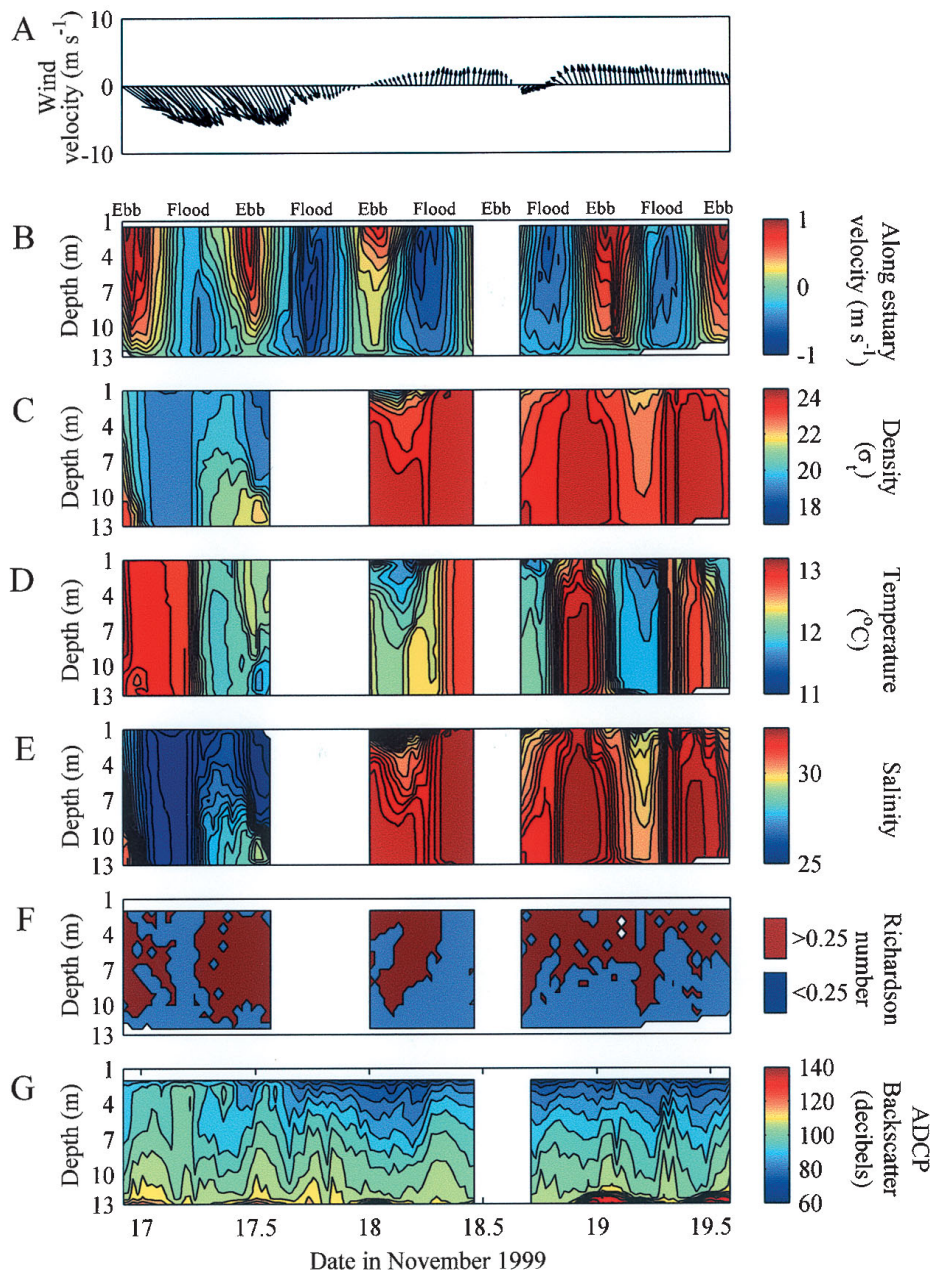 A
Wind
velocity (m s-1)
10
0
-10
Ebb Flood Ebb Flood Ebb Flood Ebb Flood Ebb Flood Ebb
B
Depth (m)
1
4
7
10
13
1
0
-1
Along estuary
velocity (m s-1)
C
Depth (m)
1
4
7
10
13
24
22
20
18
Density
(σt)
D
Depth (m)
1
4
7
10
13
13
12
11
Temperature
(°C)
E
Depth (m)
1
4
7
10
13
30
25
Salinity
F
Depth (m)
1
4
7
10
13
>0.25
<0.25
Richardson
number
G
Depth (m)
1
4
7
10
13
140
120
100
80
60
ADCP
Backscatter
(decibels)
17 17.5 18 18.5 19 19.5
Date in November 1999